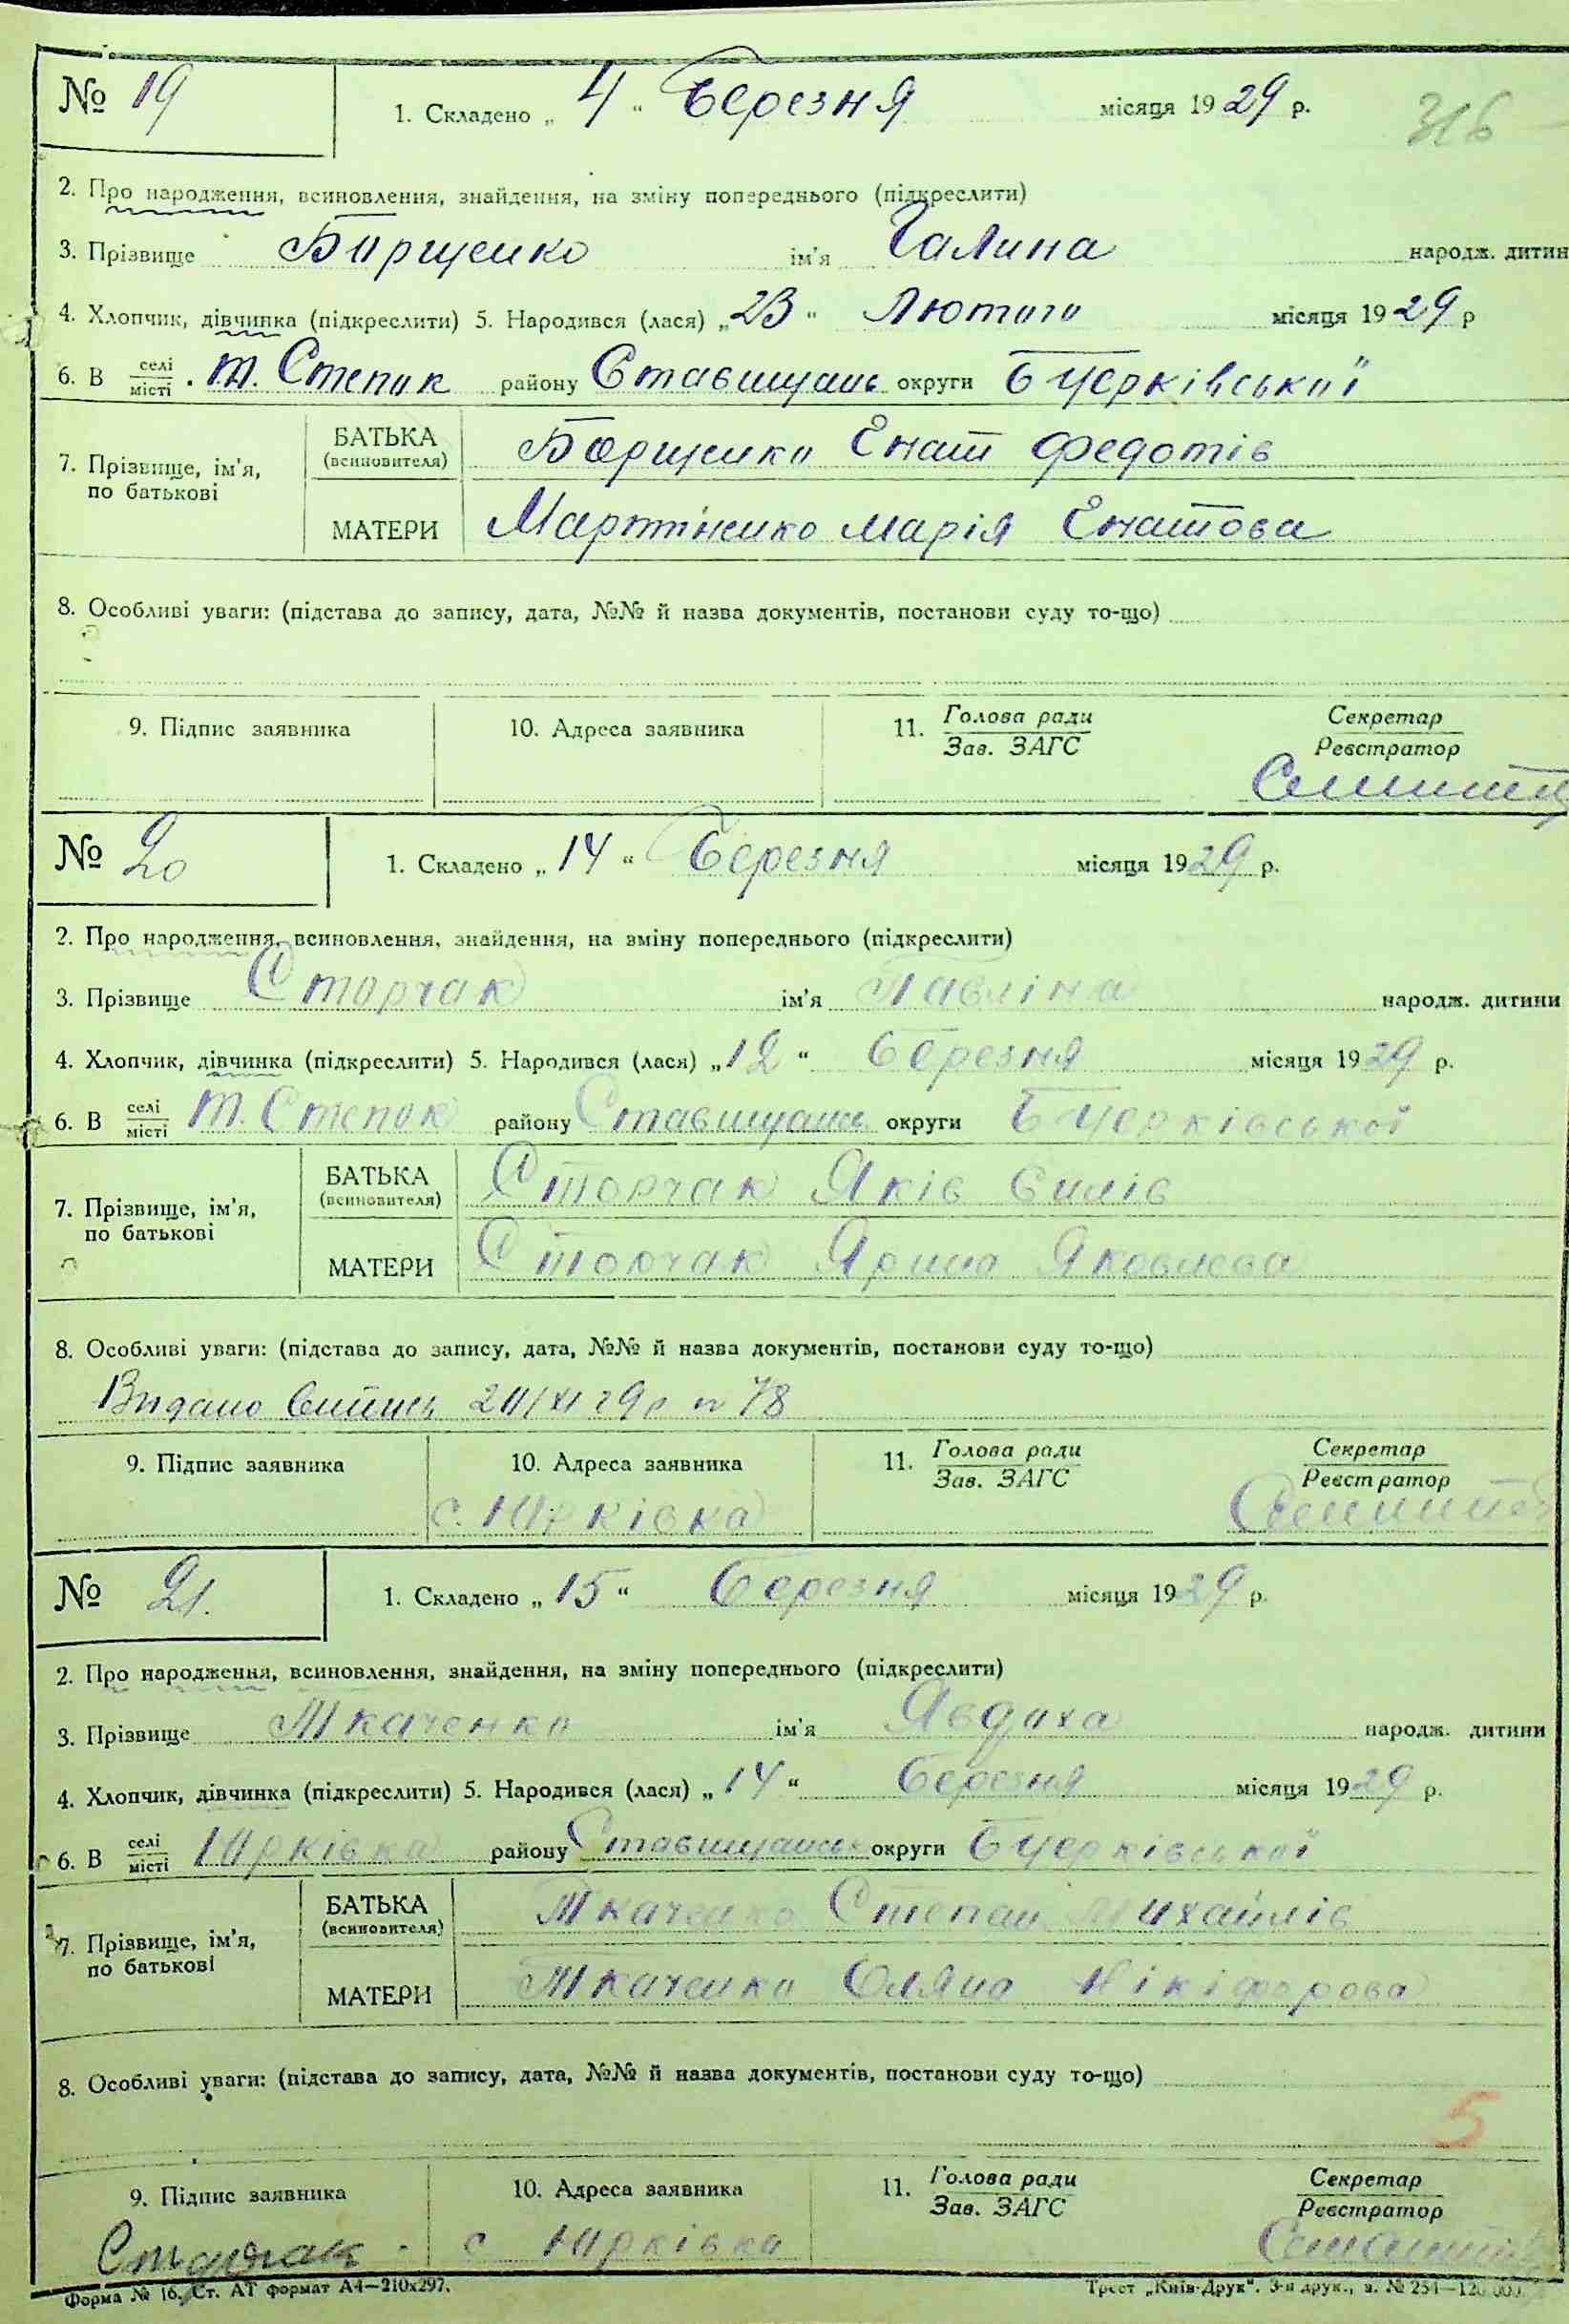 № 19
1. Складено „ 4 “ Березня місяця 1929 р.
316
2. Про народження, всиновлення, знайдення, на зміну попереднього (підкреслити)
3. Прізвище Борщенко ім'я Галина народж. дитин
4. Хлопчик, дівчинка (підкреслити) 5. Народився (лася) „23“ Лютого місяця 1929 р
6. В селі місті т. Степок району Ставищансь округи БЦерківської
7. Прізвище, ім'я, по батькові
БАТЬКА (всиновителя) Борщенко Гнат Федотів
МАТЕРИ Мартіненко Марія Гнатова
8. Особливі уваги: (підстава до запису, дата, №№ й назва документів, постанови суду то-що)
9. Підпис заявника 10. Адреса заявника 11. Голова ради Зав. ЗАГС Секретар Реєстратор
№ 20
1. Складено „ 14 “ Березня місяця 1929 р.
2. Про народження, всиновлення, знайдення, на зміну попереднього (підкреслити)
3. Прізвище Сторчак ім'я Павліна народж. дитини
4. Хлопчик, дівчинка (підкреслити) 5. Народився (лася) „12“ Березня місяця 1929 р.
6. В селі місті т. Степок району Ставищансь округи БЦерківської
7. Прізвище, ім'я, по батькові
БАТЬКА (всиновителя) Сторчак Яків
МАТЕРИ Сторчак Ярина Яковлева
8. Особливі уваги: (підстава до запису, дата, №№ й назва документів, постанови суду то-що)
Видано 29р n 78
9. Підпис заявника 10. Адреса заявника 11. Голова ради Зав. ЗАГС Секретар Реєстратор
с. Юрківка
№ 21.
1. Складено „ 15 “ Березня місяця 1929 р.
2. Про народження, всиновлення, знайдення, на зміну попереднього (підкреслити)
3. Прізвище Ткаченко ім'я Явдоха народж. дитини
4. Хлопчик, дівчинка (підкреслити) 5. Народився (лася) „ 14 “ Березня місяця 1929 р.
6. В селі місті Юрківка району Ставищансь округи БЦерківської
7. Прізвище, ім'я, по батькові
БАТЬКА (всиновителя) Ткаченко Степан Михайлів
МАТЕРИ Ткаченко Оляна Нікіфорова
8. Особливі уваги: (підстава до запису, дата, №№ й назва документів, постанови суду то-що)
5
9. Підпис заявника 10. Адреса заявника 11. Голова ради Зав. ЗАГС Секретар Реєстратор
с Юрківка
Форма № 16. Ст. АТ формат А4—210х297. Трест „Київ-Друк“. 3-я друк., з. № 254—120.000.